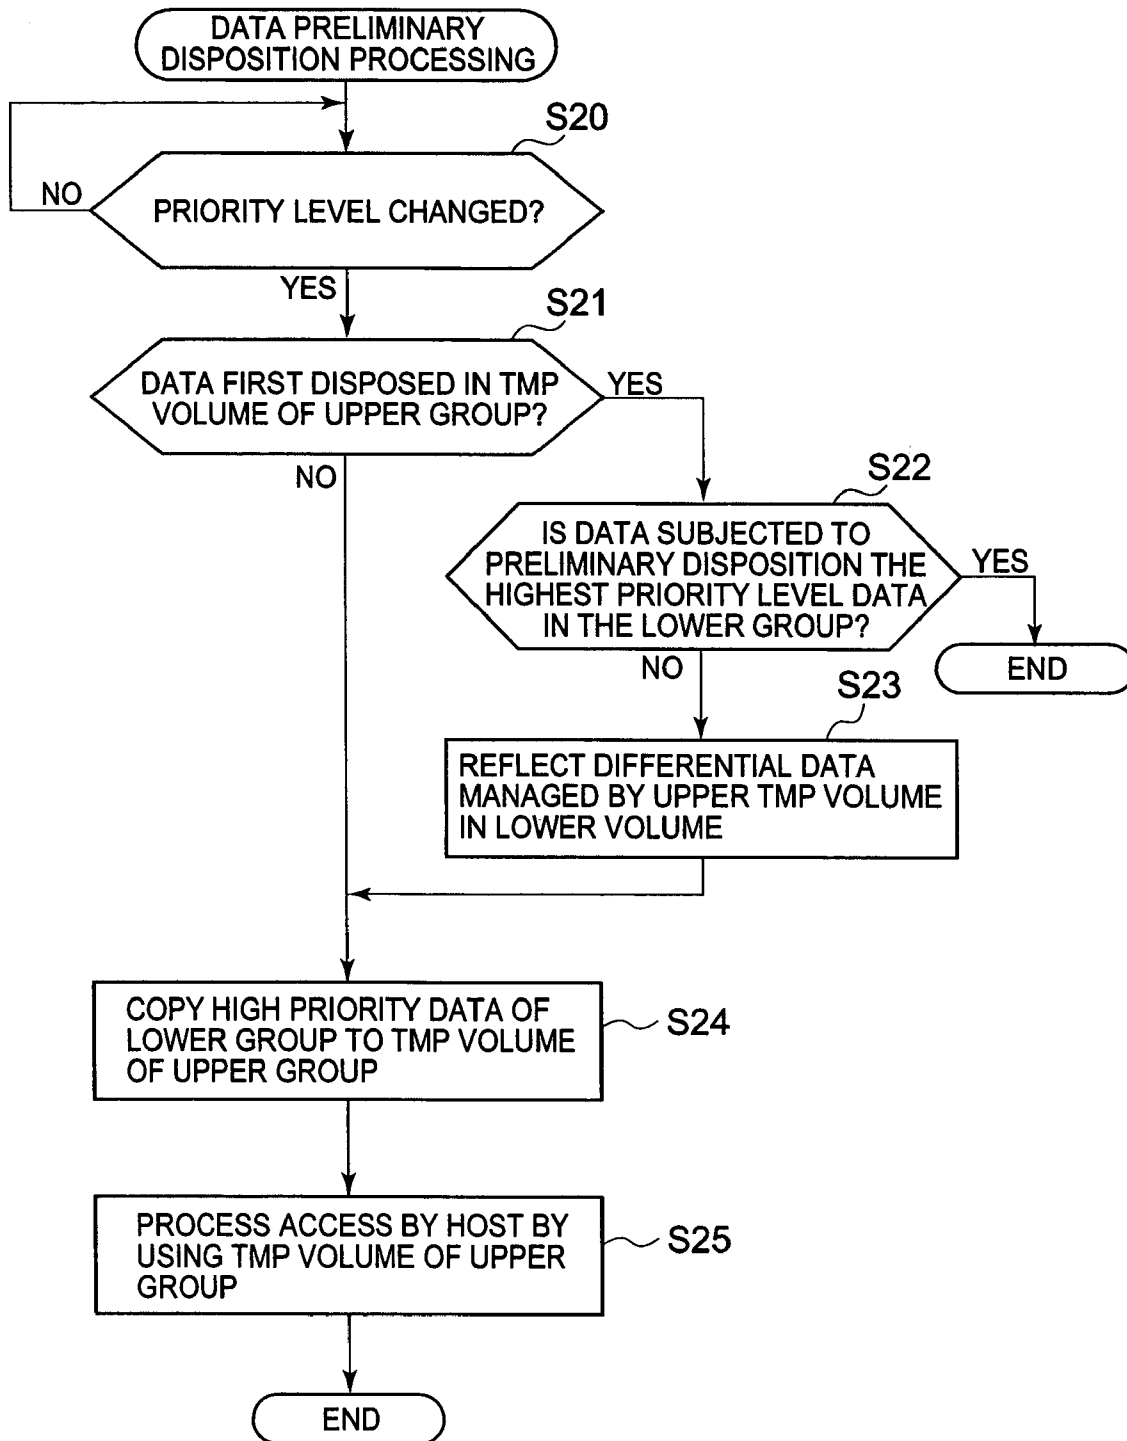 DATA PRELIMINARY
DISPOSITION PROCESSING
S20
NO
PRIORITY LEVEL CHANGED?
YES
S21
DATA FIRST DISPOSED IN TMP
VOLUME OF UPPER GROUP?
YES
NO
S22
IS DATA SUBJECTED TO
PRELIMINARY DISPOSITION THE
HIGHEST PRIORITY LEVEL DATA
IN THE LOWER GROUP?
YES
END
NO
S23
REFLECT DIFFERENTIAL DATA
MANAGED BY UPPER TMP VOLUME
IN LOWER VOLUME
COPY HIGH PRIORITY DATA OF
LOWER GROUP TO TMP VOLUME
OF UPPER GROUP
S24
PROCESS ACCESS BY HOST BY
USING TMP VOLUME OF UPPER
GROUP
S25
END